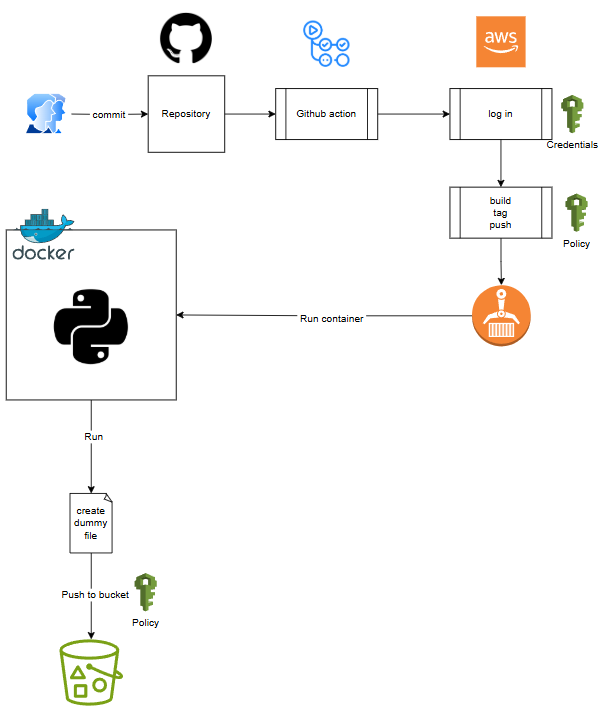 aws
commit
Repository
Github action
log in
Credentials
build
tag
push
Policy
docker
Run container
Run
create
dummy
file
Push to bucket
Policy